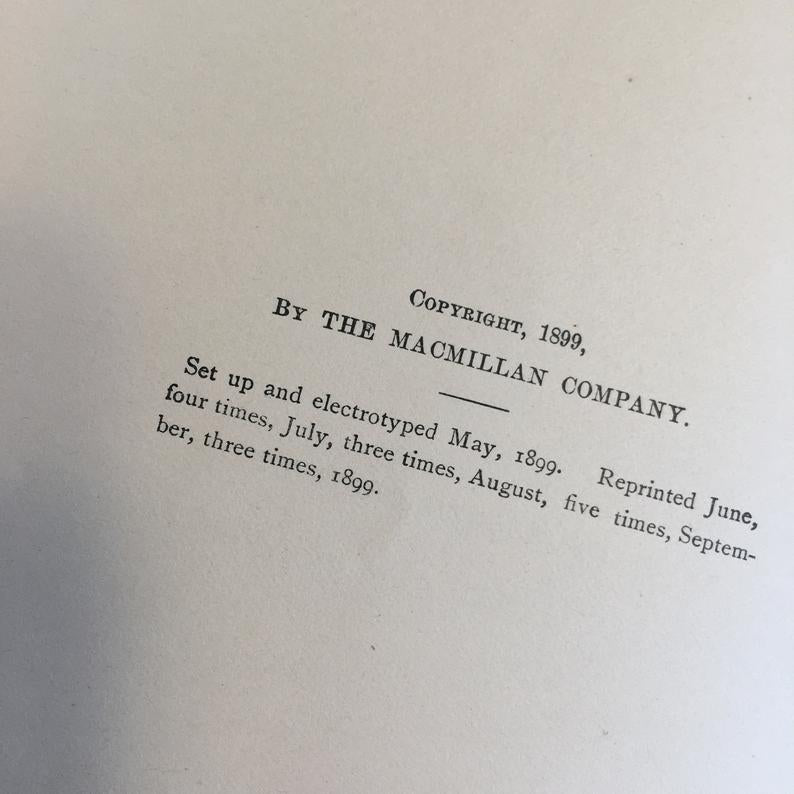 Copyright, 1899,
By THE MACMILLAN COMPANY.
Set up and electrotyped May, 1899. Reprinted June,
four times, July, three times, August, five times, Septem-
ber, three times, 1899.